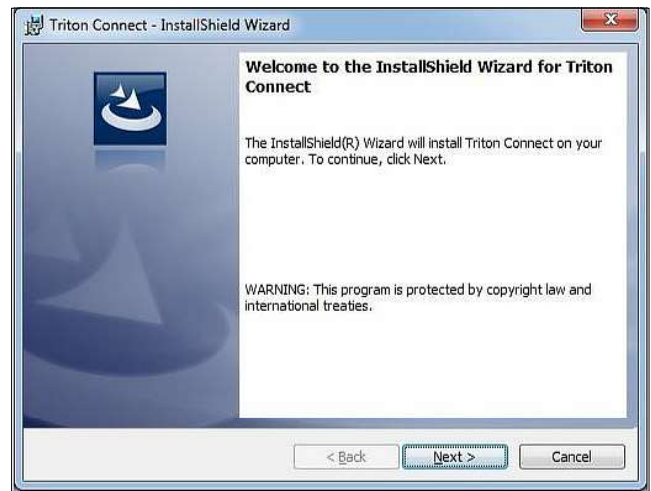 Triton Connect - InstallShield Wizard
Welcome to the InstallShield Wizard for Triton
Connect
The InstallShield(R) Wizard will install Triton Connect on your
computer. To continue, click Next.
WARNING: This program is protected by copyright law and
international treaties.
< Back Next > Cancel